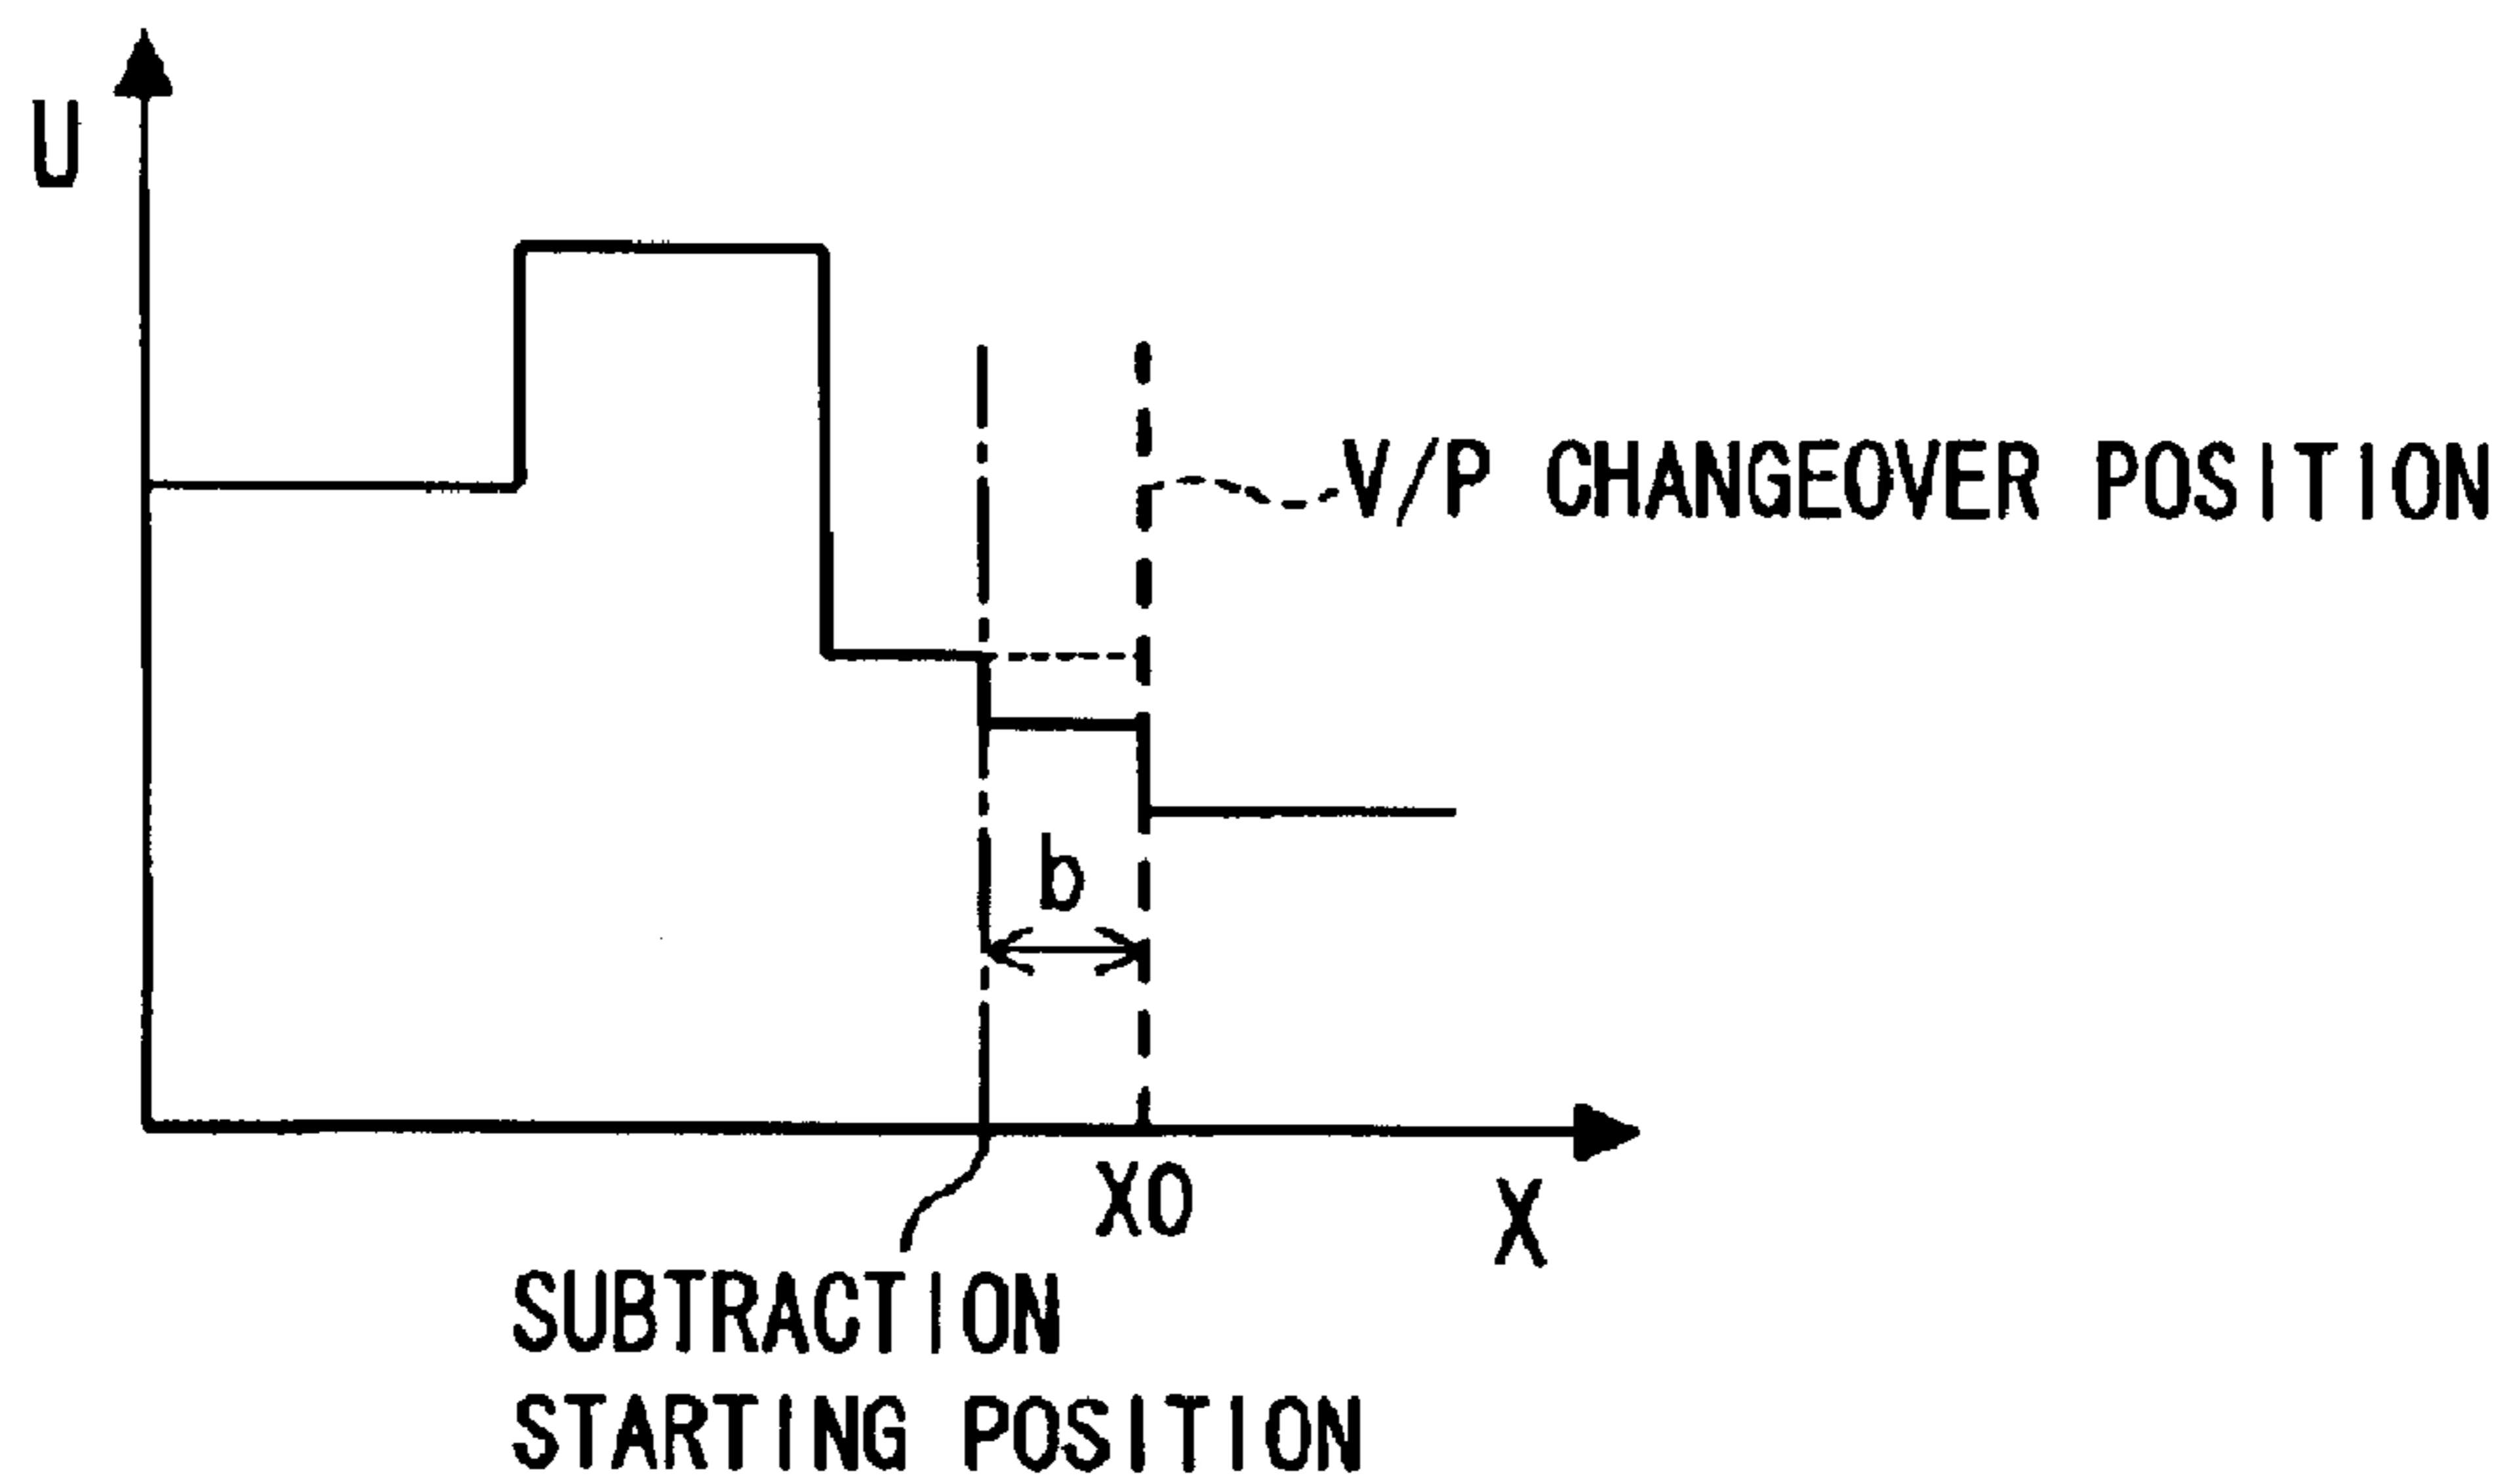 U
V/P CHANGEOVER POSITION
b
X0
X
SUBTRACTION
STARTING POSITION